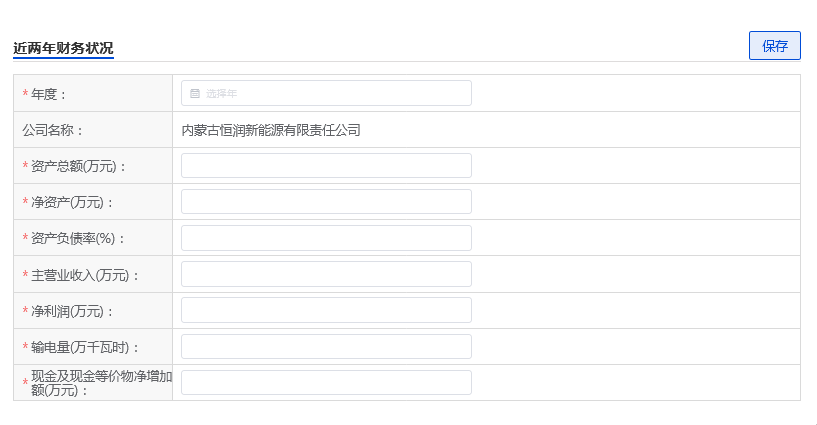 近两年财务状况
保存
* 年度：
选择年
公司名称：
内蒙古恒润新能源有限责任公司
* 资产总额(万元)：
* 净资产(万元)：
* 资产负债率(%)：
* 主营业收入(万元)：
* 净利润(万元)：
* 输电量(万千瓦时)：
* 现金及现金等价物净增加
额(万元)：